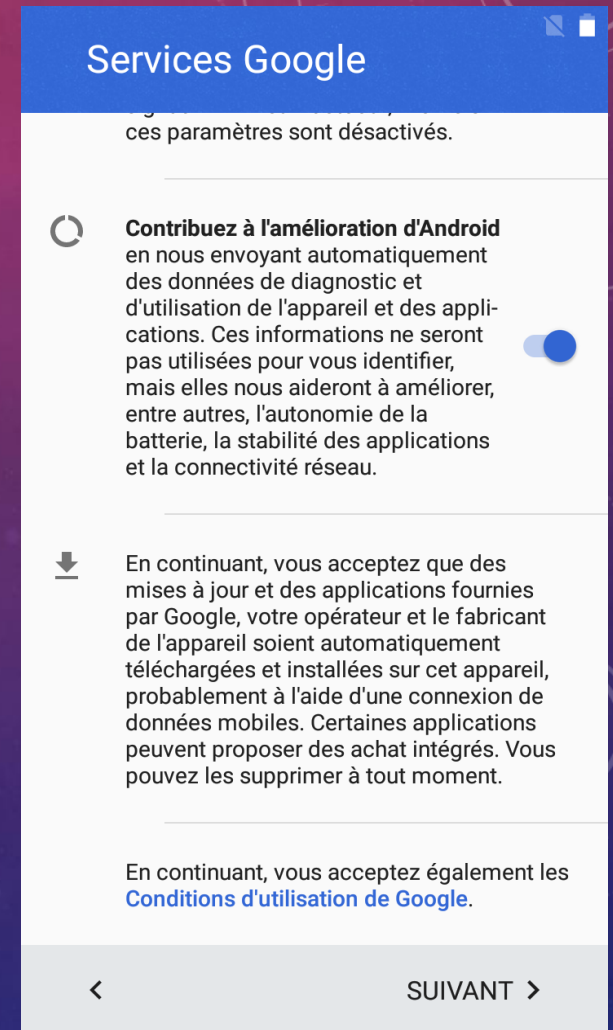 Services Google
ces paramètres sont désactivés.
Contribuez à l'amélioration d'Android
en nous envoyant automatiquement
des données de diagnostic et
d'utilisation de l'appareil et des appli-
cations. Ces informations ne seront
pas utilisées pour vous identifier,
mais elles nous aideront à améliorer,
entre autres, l'autonomie de la
batterie, la stabilité des applications
et la connectivité réseau.
En continuant, vous acceptez que des
mises à jour et des applications fournies
par Google, votre opérateur et le fabricant
de l'appareil soient automatiquement
téléchargées et installées sur cet appareil,
probablement à l'aide d'une connexion de
données mobiles. Certaines applications
peuvent proposer des achat intégrés. Vous
pouvez les supprimer à tout moment.
En continuant, vous acceptez également les
Conditions d'utilisation de Google.
SUIVANT